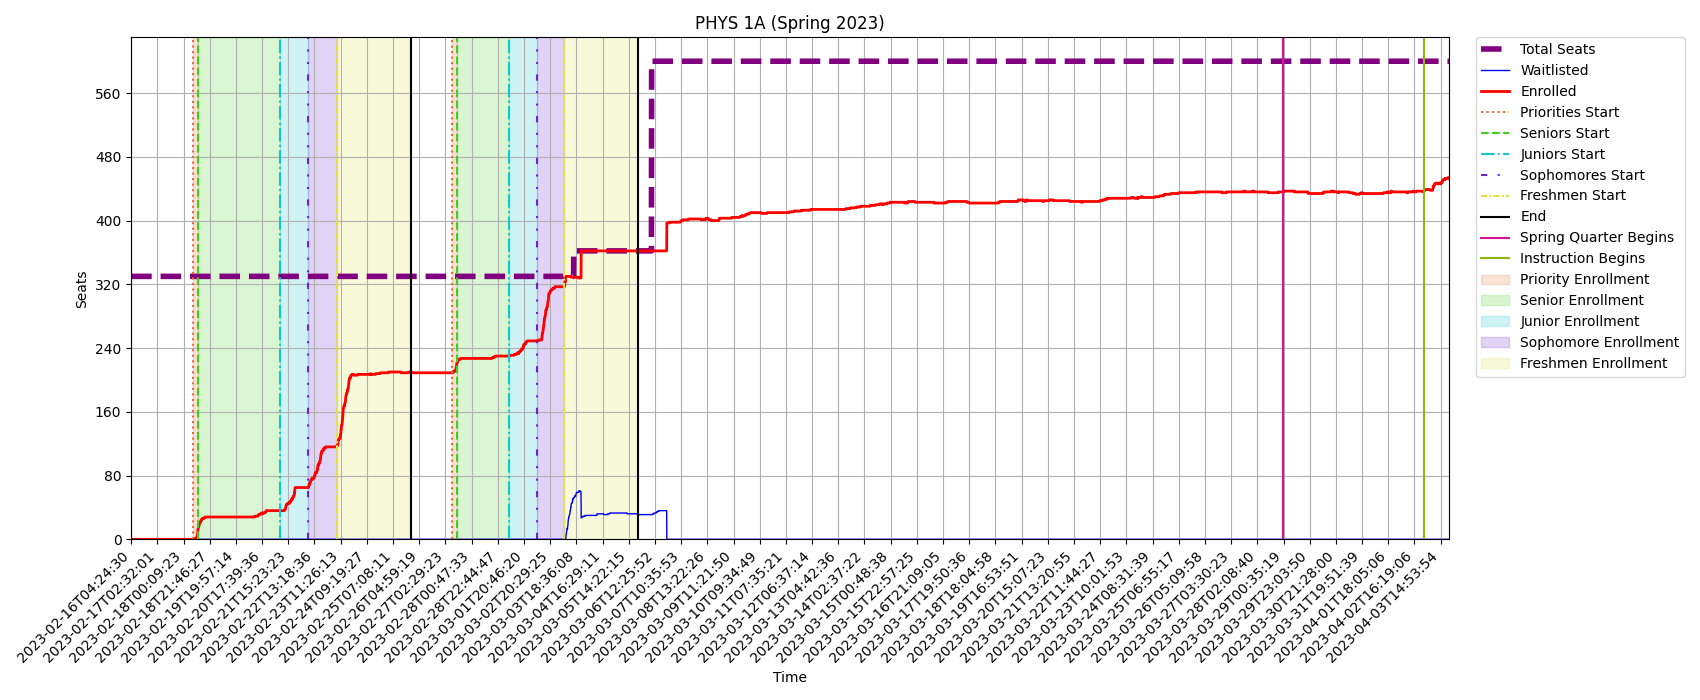 PHYS 1A (Spring 2023)
Seats
560
480
400
320
240
160
80
0
2023-02-16T04:24:30
2023-02-17T02:32:01
2023-02-18T00:09:23
2023-02-18T21:46:27
2023-02-19T19:57:14
2023-02-20T17:39:36
2023-02-21T15:23:23
2023-02-22T13:18:36
2023-02-23T11:26:13
2023-02-24T09:19:27
2023-02-25T07:08:11
2023-02-26T04:59:19
2023-02-27T02:29:23
2023-02-28T00:47:33
2023-02-28T22:44:47
2023-03-01T20:46:20
2023-03-02T20:29:25
2023-03-03T18:36:08
2023-03-04T16:29:11
2023-03-05T14:22:15
2023-03-06T12:25:52
2023-03-07T10:35:53
2023-03-08T13:22:26
2023-03-09T11:21:50
2023-03-10T09:34:49
2023-03-11T07:35:21
2023-03-12T06:37:14
2023-03-13T04:42:36
2023-03-14T02:37:22
2023-03-15T00:48:38
2023-03-15T22:57:25
2023-03-16T21:09:05
2023-03-17T19:50:36
2023-03-18T18:04:58
2023-03-19T16:53:51
2023-03-20T15:07:23
2023-03-21T13:20:55
2023-03-22T11:44:27
2023-03-23T10:01:53
2023-03-24T08:31:39
2023-03-25T06:55:17
2023-03-26T05:09:58
2023-03-27T03:30:23
2023-03-28T02:08:40
2023-03-29T00:35:19
2023-03-29T23:03:50
2023-03-30T21:28:00
2023-03-31T19:51:39
2023-04-01T18:05:06
2023-04-02T16:19:06
2023-04-03T14:53:54
Time
Total Seats
Waitlisted
Enrolled
Priorities Start
Seniors Start
Juniors Start
Sophomores Start
Freshmen Start
End
Spring Quarter Begins
Instruction Begins
Priority Enrollment
Senior Enrollment
Junior Enrollment
Sophomore Enrollment
Freshmen Enrollment